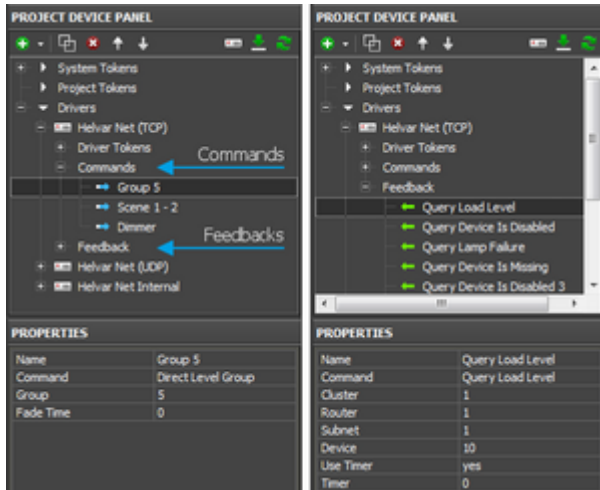 PROJECT DEVICE PANEL
System Tokens
Project Tokens
Drivers
Helvar Net (TCP)
Driver Tokens
Commands
Commands
Group 5
Scene 1 - 2
Dimmer
Feedback
Feedbacks
Helvar Net (UDP)
Helvar Net Internal
PROPERTIES
Name Group 5
Command Direct Level Group
Group 5
Fade Time 0
PROJECT DEVICE PANEL
System Tokens
Project Tokens
Drivers
Helvar Net (TCP)
Driver Tokens
Commands
Feedback
Query Load Level
Query Device Is Disabled
Query Lamp Failure
Query Device Is Missing
Query Device Is Disabled 3
PROPERTIES
Name Query Load Level
Command Query Load Level
Cluster 1
Router 1
Subnet 1
Device 10
Use Timer yes
Timer 0